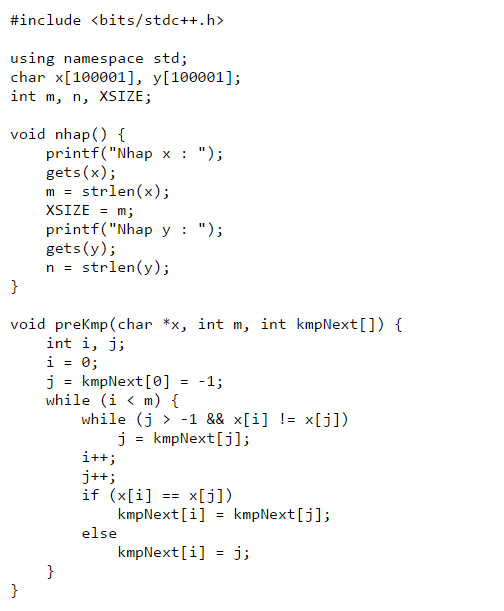 #include <bits/stdc++.h>

using namespace std;
char x[100001], y[100001];
int m, n, XSIZE;

void nhap() {
    printf("Nhap x : ");
    gets(x);
    m = strlen(x);
    XSIZE = m;
    printf("Nhap y : ");
    gets(y);
    n = strlen(y);
}

void preKmp(char *x, int m, int kmpNext[]) {
    int i, j;
    i = 0;
    j = kmpNext[0] = -1;
    while (i < m) {
        while (j > -1 && x[i] != x[j])
            j = kmpNext[j];
        i++;
        j++;
        if (x[i] == x[j])
            kmpNext[i] = kmpNext[j];
        else
            kmpNext[i] = j;
    }
}